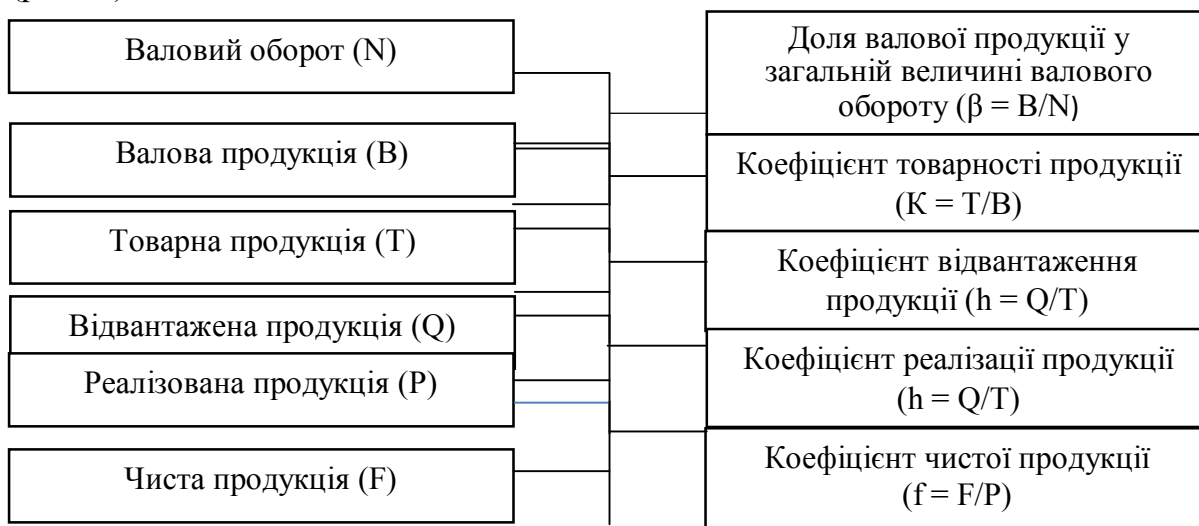 Валовий оборот (N)
Валова продукція (B)
Товарна продукція (T)
Відвантажена продукція (Q)
Реалізована продукція (P)
Чиста продукція (F)
Доля валової продукції у
загальній величині валового
обороту (β = B/N)
Коефіцієнт товарності продукції
(K = T/B)
Коефіцієнт відвантаження
продукції (h = Q/T)
Коефіцієнт реалізації продукції
(h = Q/T)
Коефіцієнт чистої продукції
(f = F/P)